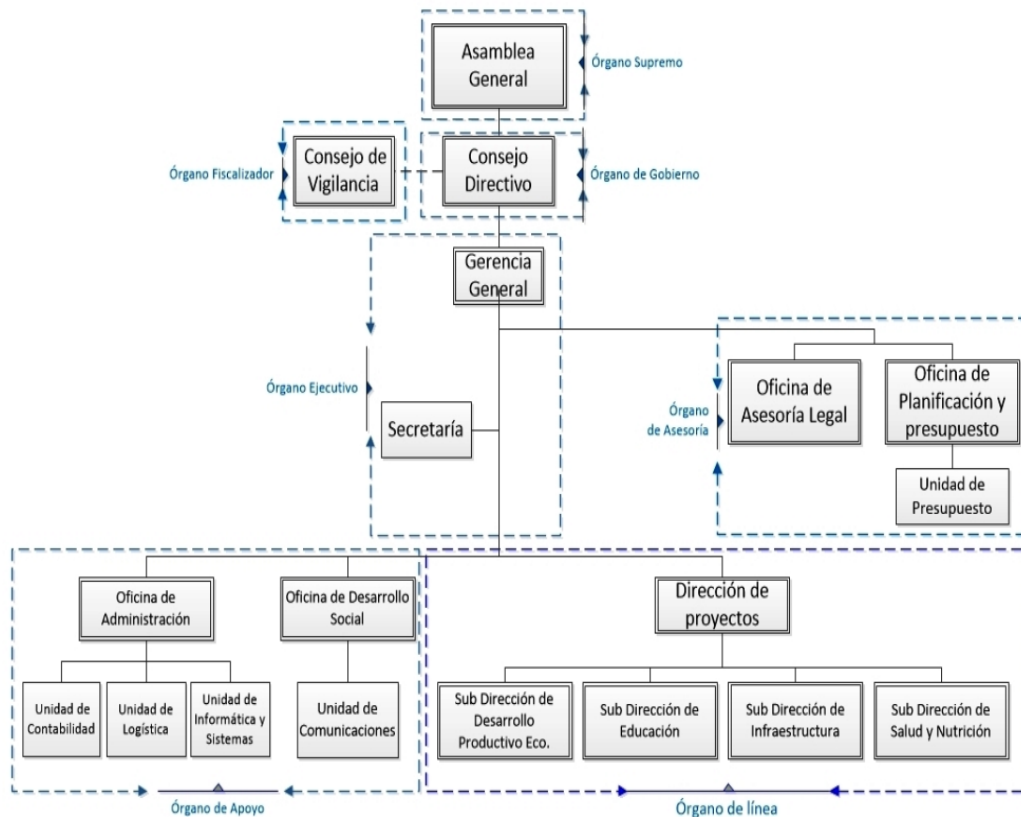 Asamblea
General
Órgano Supremo
Consejo de
Vigilancia
Órgano Fiscalizador
Consejo
Directivo
Órgano de Gobierno
Gerencia
General
Órgano Ejecutivo
Secretaría
Órgano
de Asesoría
Oficina de
Asesoría Legal
Oficina de
Planificación y
presupuesto
Unidad de
Presupuesto
Oficina de
Administración
Oficina de Desarrollo
Social
Dirección de
proyectos
Unidad de
Contabilidad
Unidad de
Logística
Unidad de
Informática y
Sistemas
Unidad de
Comunicaciones
Sub Dirección de
Desarrollo
Productivo Eco.
Sub Dirección de
Educación
Sub Dirección de
Infraestructura
Sub Dirección de
Salud y Nutrición
Órgano de Apoyo
Órgano de línea